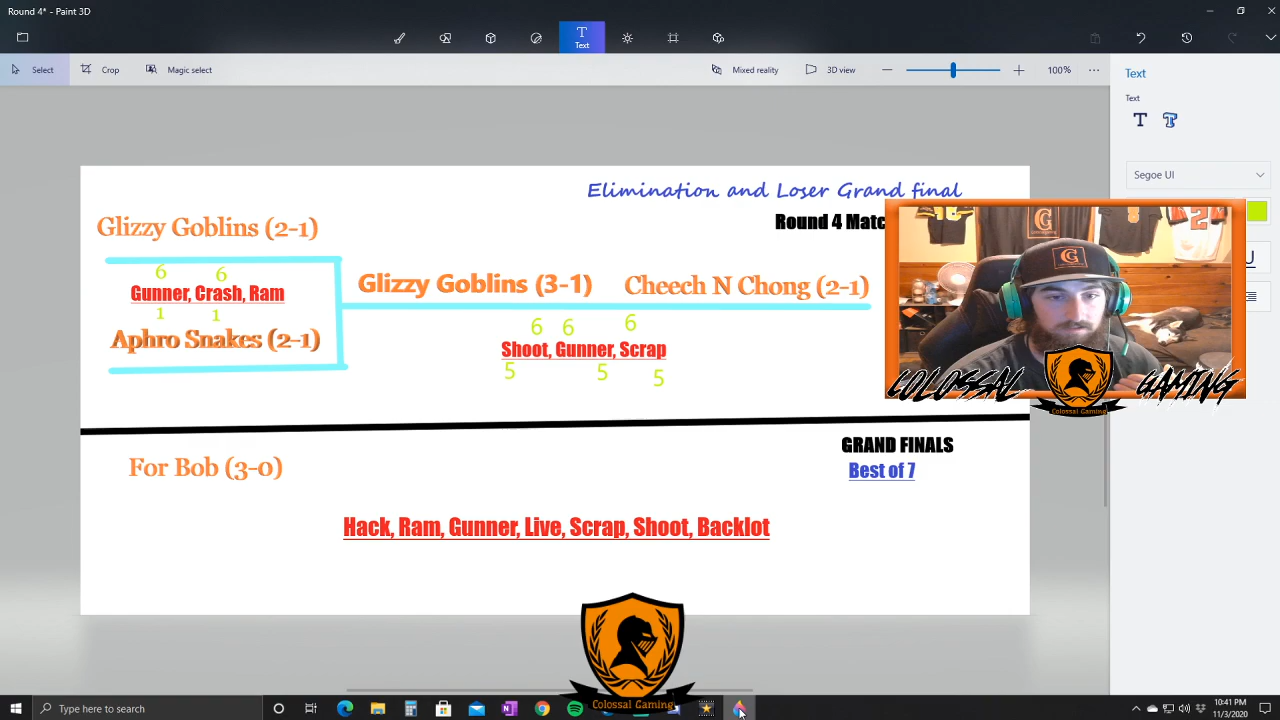 Round 4* - Paint 3D
Text
Select
Crop
Magic select
Mixed reality
3D view
100%
Text
Text
T
T
Segoe UI
U
Elimination and Loser Grand final
Round 4 Matc
Glizzy Goblins (2-1)
6 6
Gunner, Crash, Ram
1 1
Aphro Snakes (2-1)
Glizzy Goblins (3-1)
Cheech N Chong (2-1)
6 6 6
Shoot, Gunner, Scrap
5 5 5
COLOSSAL GAMING
Colossal Gaming
GRAND FINALS
Best of 7
For Bob (3-0)
Hack, Ram, Gunner, Live, Scrap, Shoot, Backlot
Colossal Gaming
Type here to search
10:41 PM
11/3/2020